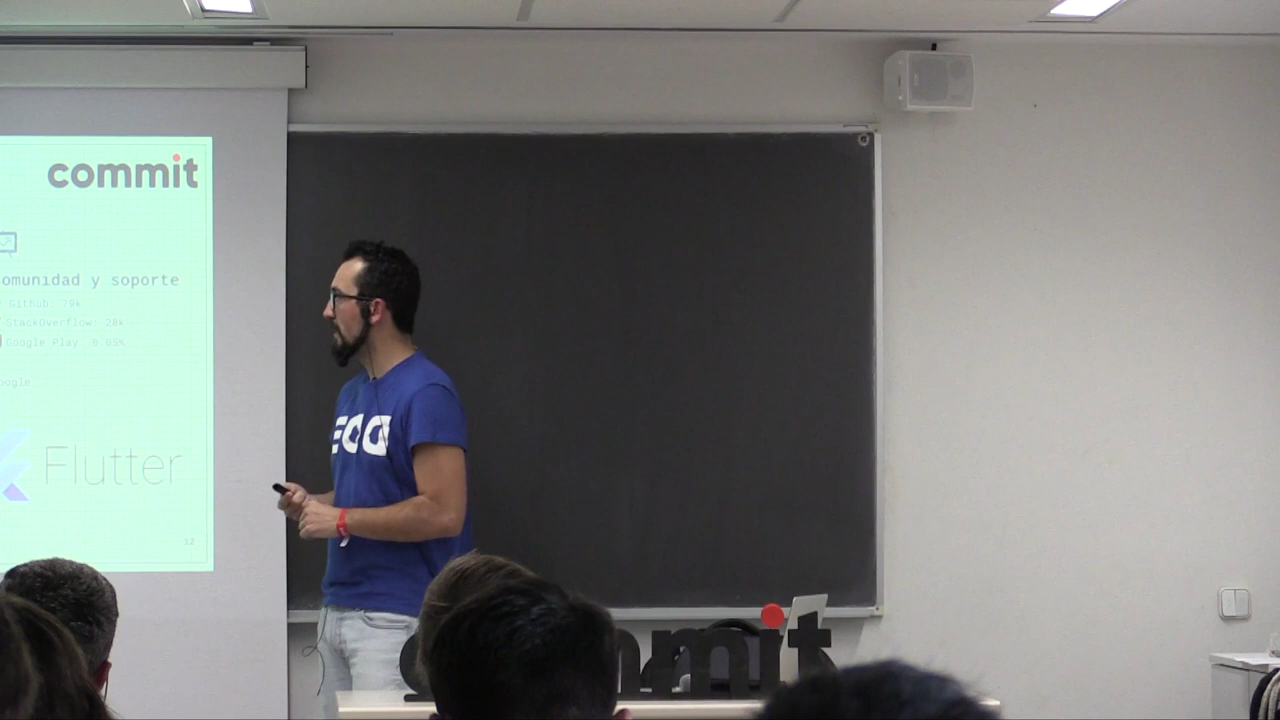 commit
omunidad y soporte
Github: 79k
StackOverflow: 28k
Google Play: 0.05%
oogle
Flutter
12
commit